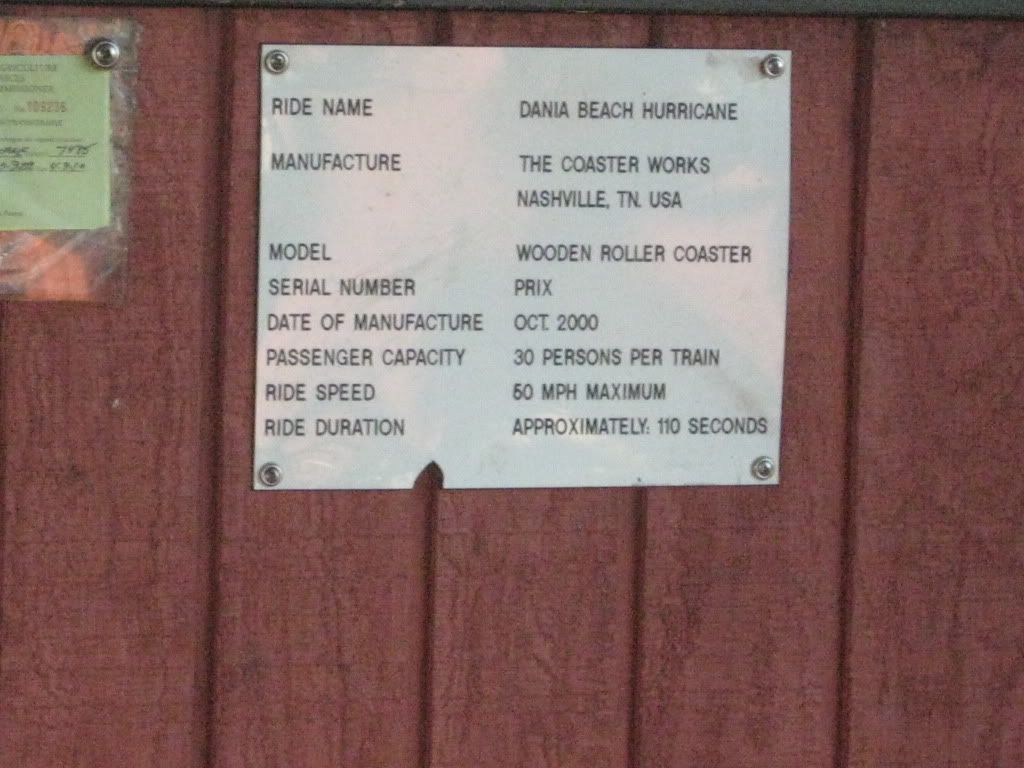 RIDE NAME DANIA BEACH HURRICANE
MANUFACTURE THE COASTER WORKS
NASHVILLE, TN. USA
MODEL WOODEN ROLLER COASTER
SERIAL NUMBER PRIX
DATE OF MANUFACTURE OCT. 2000
PASSENGER CAPACITY 30 PERSONS PER TRAIN
RIDE SPEED 50 MPH MAXIMUM
RIDE DURATION APPROXIMATELY: 110 SECONDS
109236